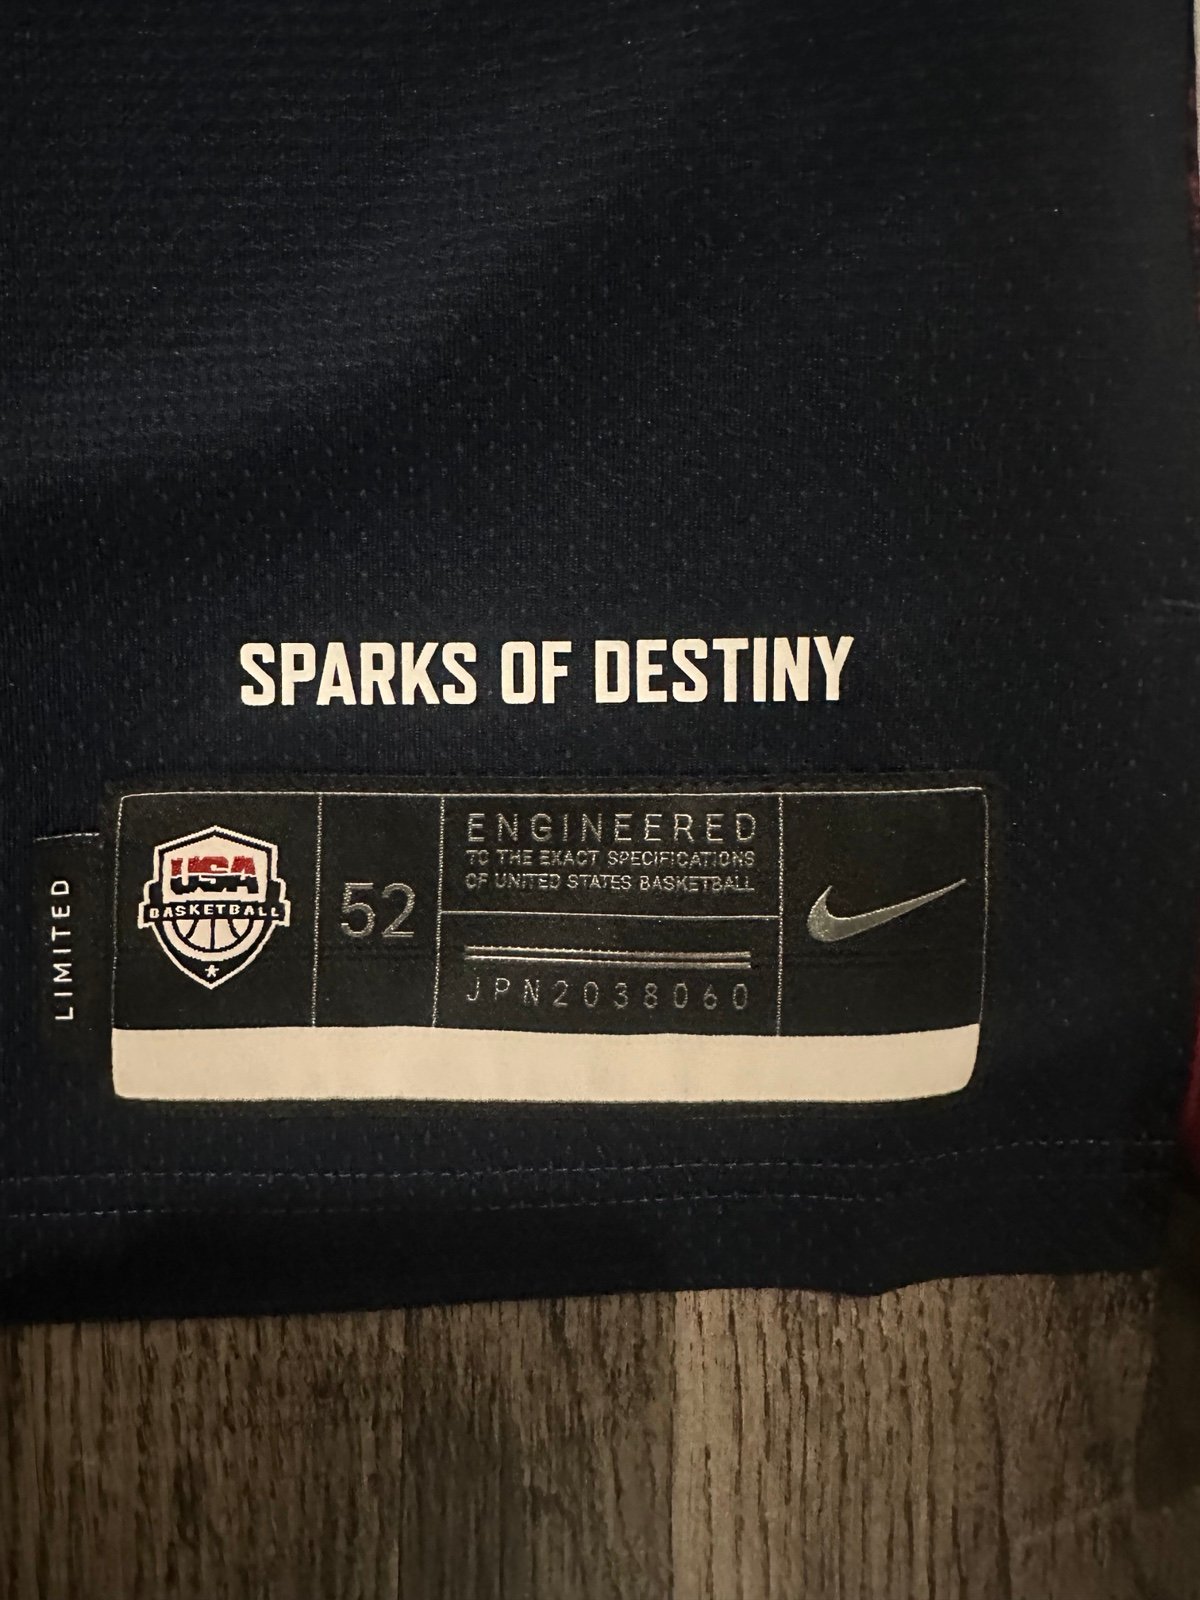 SPARKS OF DESTINY
LIMITED
USA
BASKETBALL
52
ENGINEERED
TO THE EXACT SPECIFICATIONS
OF UNITED STATES BASKETBALL
JPN2038060